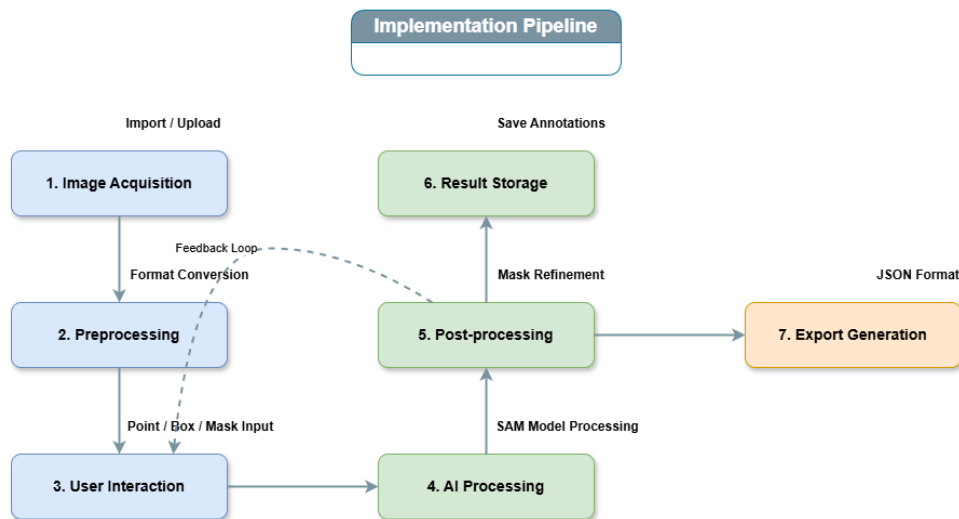 Implementation Pipeline
Import / Upload
Save Annotations
1. Image Acquisition
6. Result Storage
Feedback Loop
Format Conversion
Mask Refinement
JSON Format
2. Preprocessing
5. Post-processing
7. Export Generation
Point / Box / Mask Input
SAM Model Processing
3. User Interaction
4. AI Processing